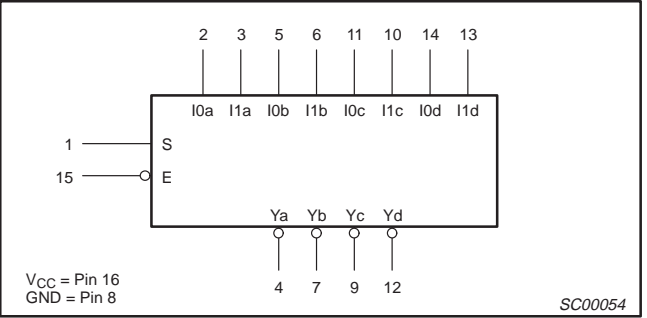 2 3 5 6 11 10 14 13
I0a I1a I0b I1b I0c I1c I0d I1d
1 S
15 E
Ya Yb Yc Yd
4 7 9 12
VCC = Pin 16
GND = Pin 8
SC00054